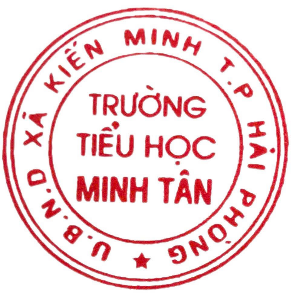 U.B.N.D XÃ KIẾN MINH T.P HẢI PHÒNG
TRƯỜNG
TIỂU HỌC
MINH TÂN